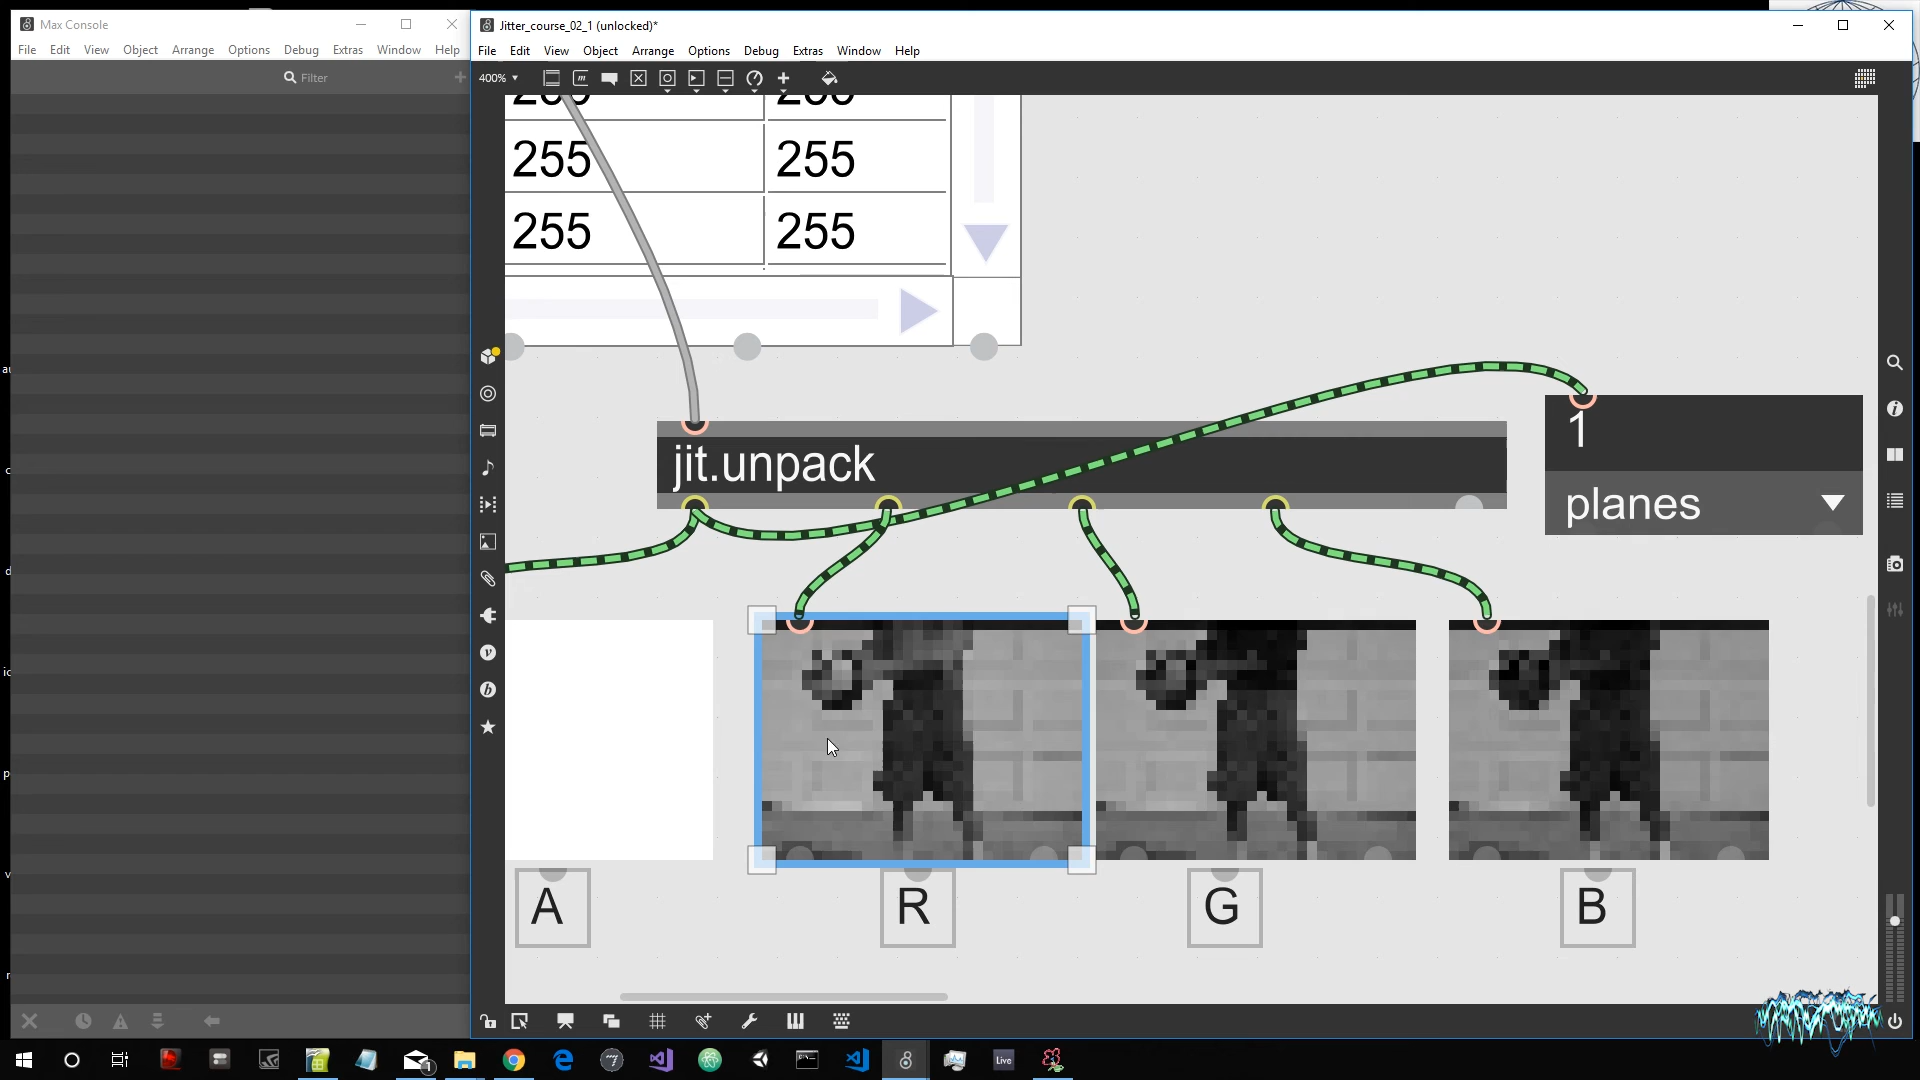 Max Console
File Edit View Object Arrange Options Debug Extras Window Help
Filter
Jitter_course_02_1 (unlocked)*
File Edit View Object Arrange Options Debug Extras Window Help
400%
255 255
255 255
jit.unpack
1
planes
A R G B
Live